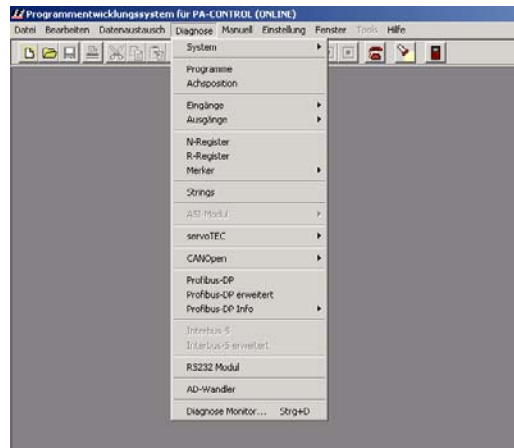 Programmentwicklungssystem für PA-CONTROL (ONLINE)
Datei Bearbeiten Datenaustausch Diagnose Manuell Einstellung Fenster Tools Hilfe
System
Programme
Achsposition
Eingänge
Ausgänge
N-Register
R-Register
Merker
Strings
ASI-Modul
servoTEC
CANOpen
Profibus-DP
Profibus-DP erweitert
Profibus-DP Info
Interbus-S
Interbus-S erweitert
RS232 Modul
AD-Wandler
Diagnose Monitor... Strg+D